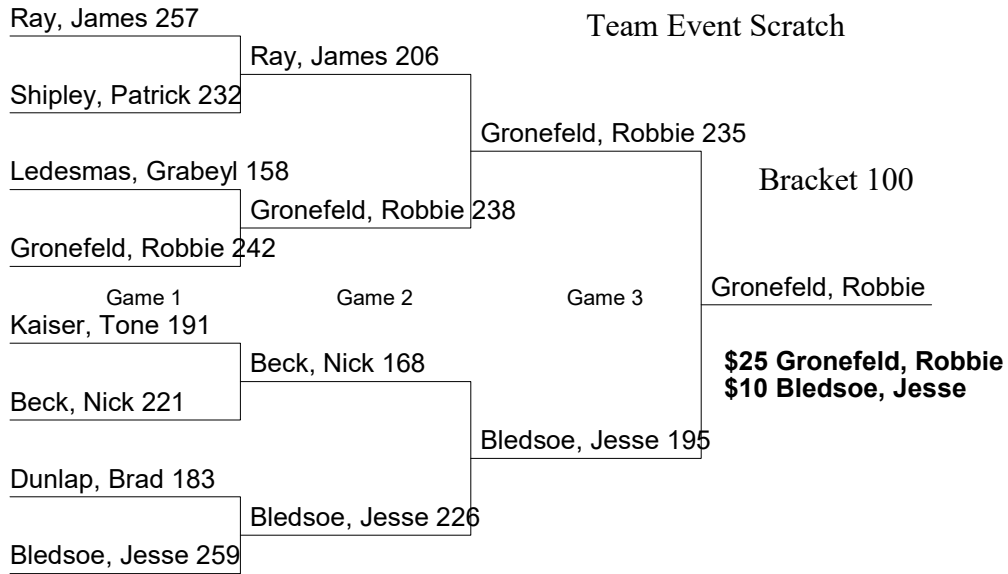 Ray, James 257
Team Event Scratch
Ray, James 206
Shipley, Patrick 232
Gronefeld, Robbie 235
Ledesmas, Grabeyl 158
Bracket 100
Gronefeld, Robbie 238
Gronefeld, Robbie 242
Game 1
Game 2
Game 3
Gronefeld, Robbie
Kaiser, Tone 191
Beck, Nick 168
$25 Gronefeld, Robbie
$10 Bledsoe, Jesse
Beck, Nick 221
Bledsoe, Jesse 195
Dunlap, Brad 183
Bledsoe, Jesse 226
Bledsoe, Jesse 259